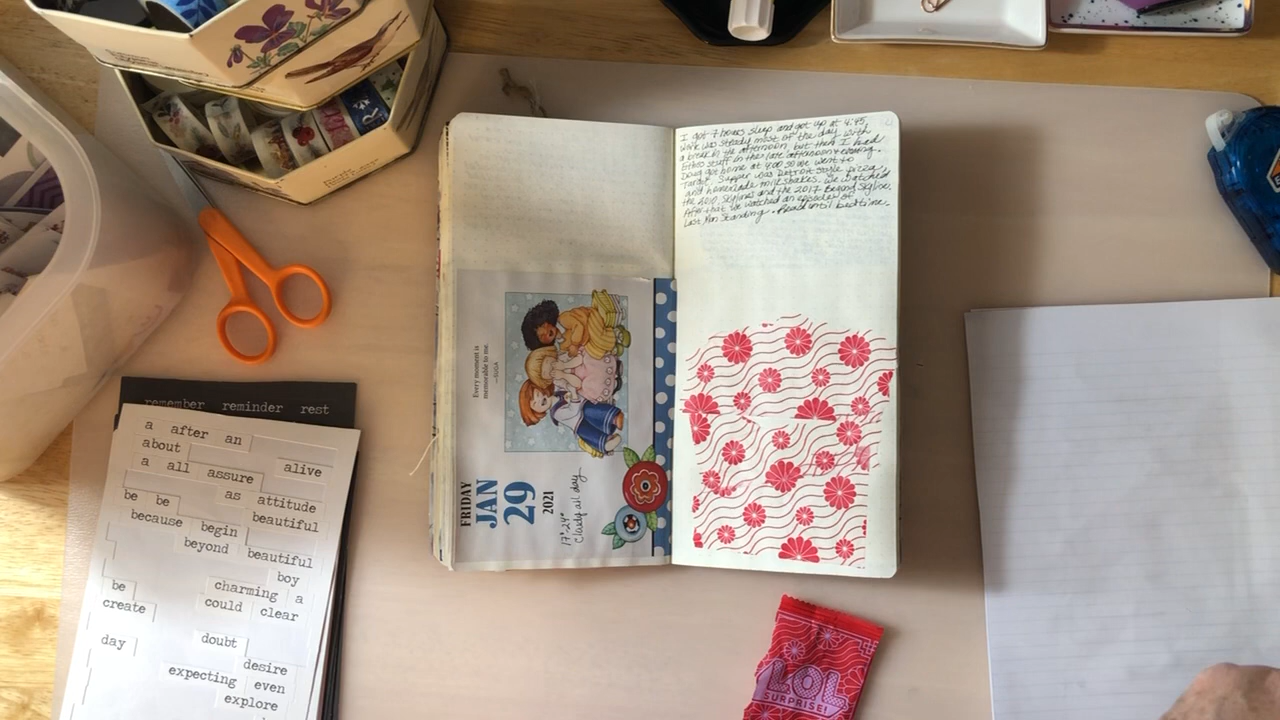 I got 7 hours sleep and got up at 4:45.
Work was steady most of the day with
a break in the afternoon, but then I had
Ethos stuff in the late afternoon + evening.
Doug got home at 4:00, so we went to
Target. Supper was Detroit style pizza
and homemade milkshakes. We watched
the 2010 Skyline and the 2017 Beyond Skyline.
After that we watched an episode of
Last Man Standing. Read until bedtime.
Every moment is
memorable to me.
—SUGA
FRIDAY
JAN
29
2021
17°-24°
Cloudy all day
remember reminder rest
a after an
about
alive
a all assure
as attitude
be be
because begin beautiful
beyond beautiful
boy
be charming a
create could clear
day doubt
desire
expecting even
explore
LOL
SURPRISE!